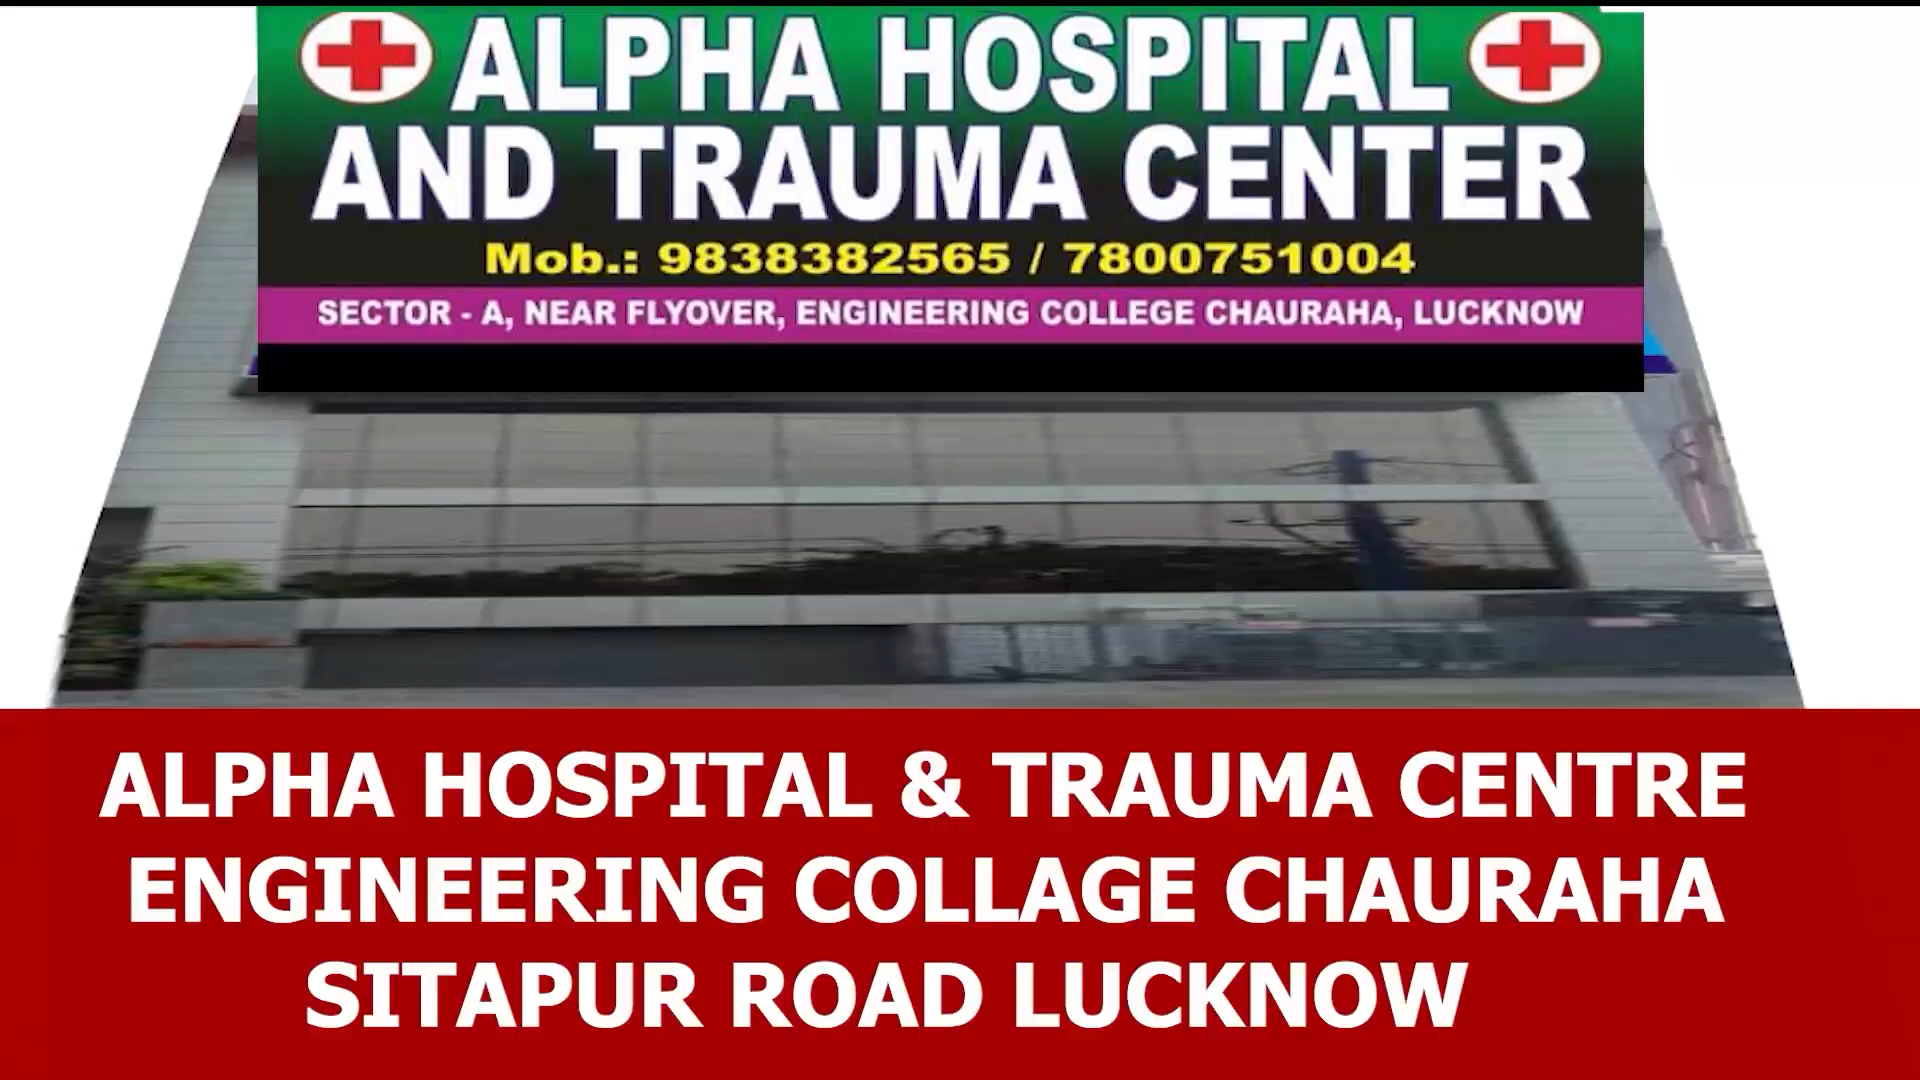 ALPHA HOSPITAL
AND TRAUMA CENTER
Mob.: 9838382565 / 7800751004
SECTOR - A, NEAR FLYOVER, ENGINEERING COLLEGE CHAURAHA, LUCKNOW
ALPHA HOSPITAL & TRAUMA CENTRE
ENGINEERING COLLAGE CHAURAHA
SITAPUR ROAD LUCKNOW